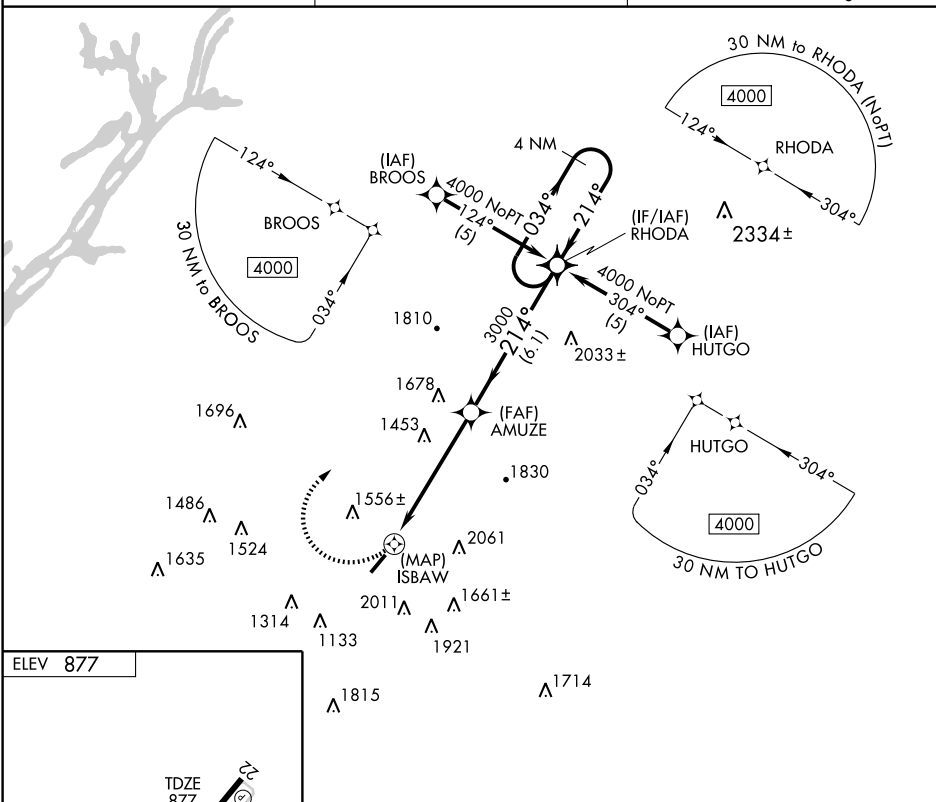 30 NM to RHODA (NoPT)
4000
124°
RHODA
304°
2334±
4 NM
(IAF)
BROOS
4000 NoPT
124°
(5)
034°
214°
(IF/IAF)
RHODA
124°
BROOS
4000
034°
30 NM to BROOS
4000 NoPT
304°
(5)
(IAF)
HUTGO
1810
3000
214°
(6.1)
2033±
1678
1696
1453
(FAF)
AMUZE
HUTGO
034°
304°
4000
30 NM TO HUTGO
1830
1486
1556±
1524
2061
1635
(MAP)
ISBAW
2011
1661±
1314
1133
1921
ELEV 877
1815
1714
TDZE
877
22
P